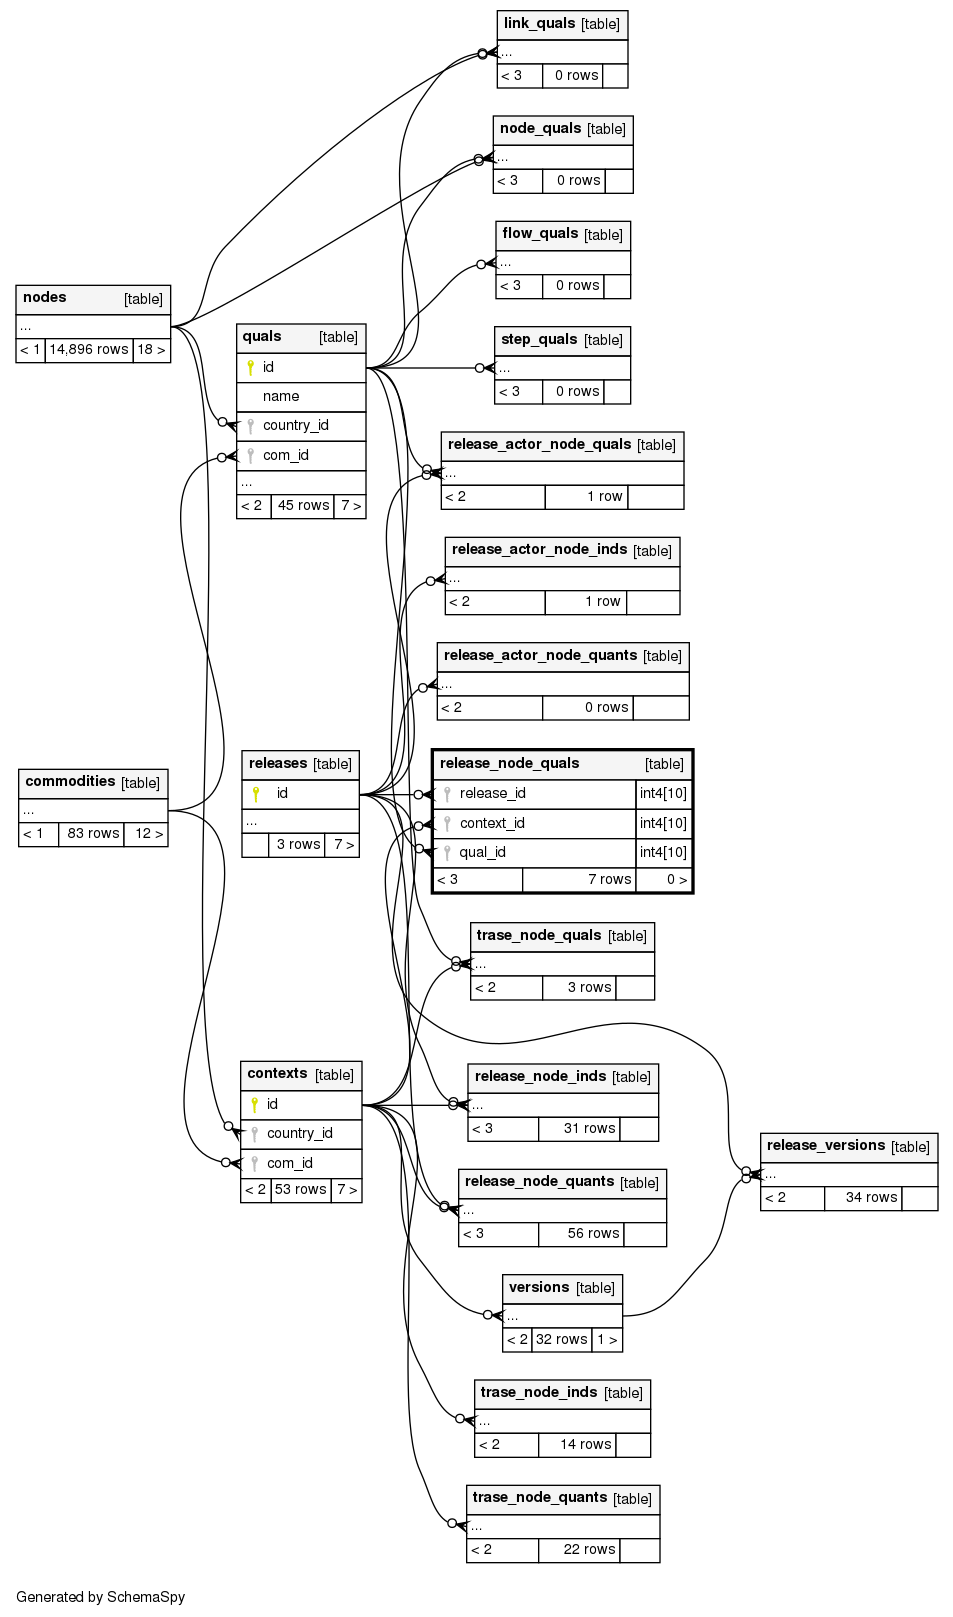 link_quals [table]
...
< 3 0 rows
node_quals [table]
...
< 3 0 rows
flow_quals [table]
...
< 3 0 rows
nodes [table]
...
< 1 14,896 rows 18 >
quals [table]
id
name
country_id
com_id
...
< 2 45 rows 7 >
step_quals [table]
...
< 3 0 rows
release_actor_node_quals [table]
...
< 2 1 row
release_actor_node_inds [table]
...
< 2 1 row
release_actor_node_quants [table]
...
< 2 0 rows
commodities [table]
...
< 1 83 rows 12 >
releases [table]
id
...
3 rows 7 >
release_node_quals [table]
release_id int4[10]
context_id int4[10]
qual_id int4[10]
< 3 7 rows 0 >
trase_node_quals [table]
...
< 2 3 rows
contexts [table]
id
country_id
com_id
< 2 53 rows 7 >
release_node_inds [table]
...
< 3 31 rows
release_versions [table]
...
< 2 34 rows
release_node_quants [table]
...
< 3 56 rows
versions [table]
...
< 2 32 rows 1 >
trase_node_inds [table]
...
< 2 14 rows
trase_node_quants [table]
...
< 2 22 rows
Generated by SchemaSpy